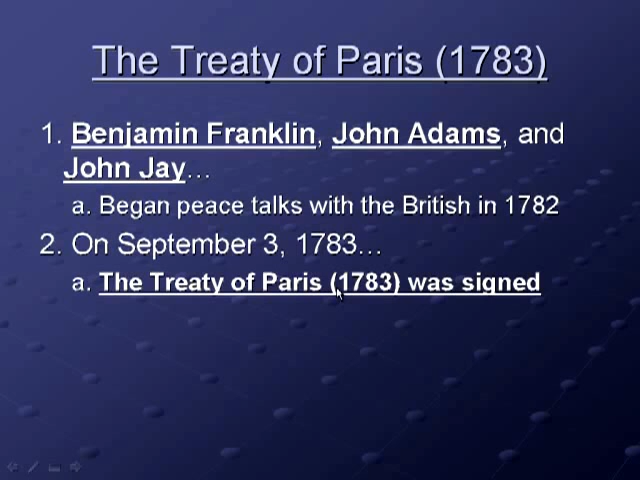 The Treaty of Paris (1783)
1. Benjamin Franklin, John Adams, and
John Jay...
a. Began peace talks with the British in 1782
2. On September 3, 1783...
a. The Treaty of Paris (1783) was signed